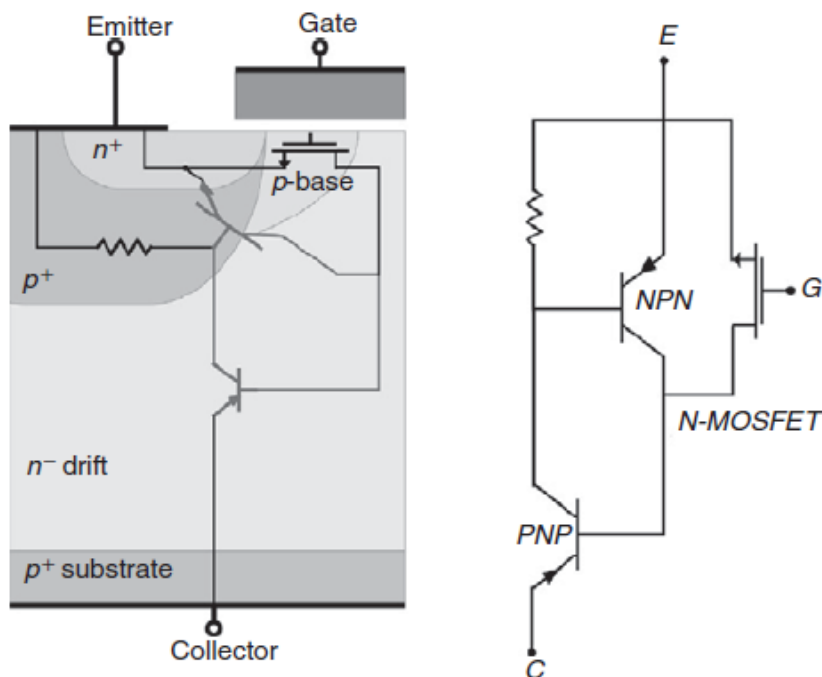 Emitter
Gate
n+
p-base
p+
n− drift
p+ substrate
Collector
E
NPN
G
N-MOSFET
PNP
C